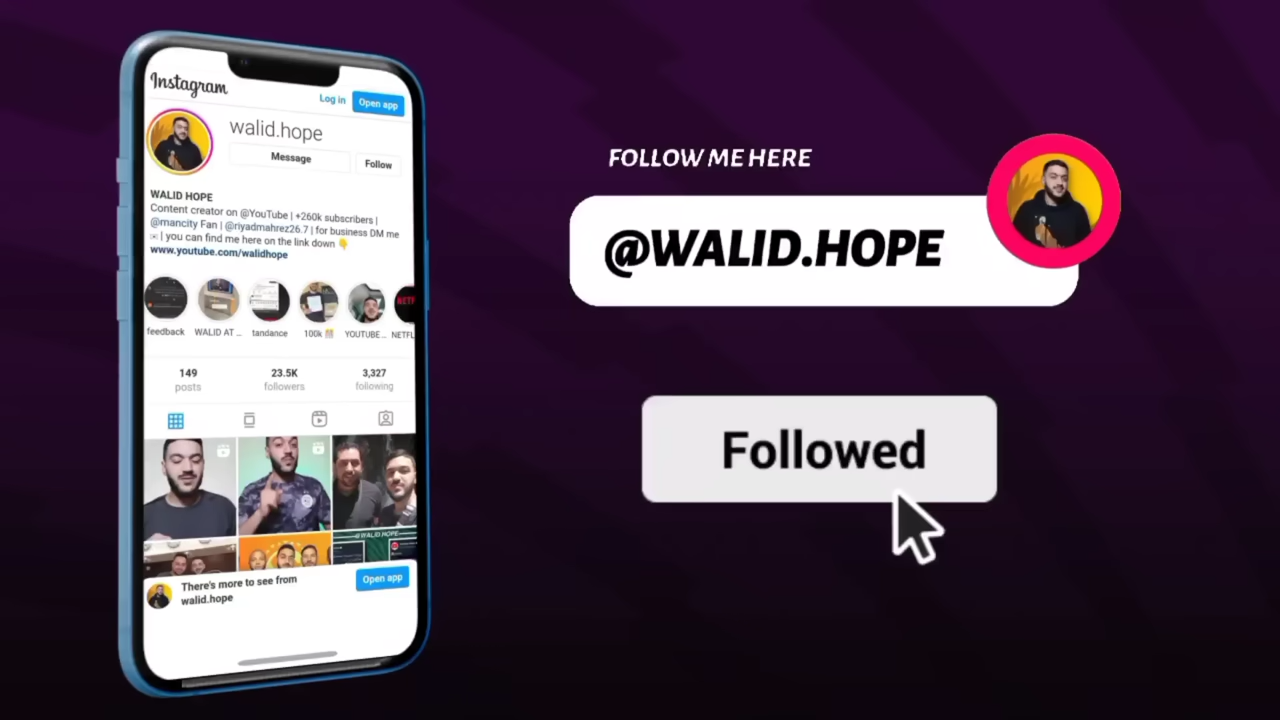 Instagram
Log in
Open app
walid.hope
Message
Follow
WALID HOPE
Content creator on @YouTube | +260k subscribers |
@mancity Fan | @riyadmahrez26.7 | for business DM me
| you can find me here on the link down 👇
www.youtube.com/walidhope
feedback
WALID AT ...
tandance
100k 🎊
YOUTUBE...
NETFL
149
posts
23.5K
followers
3,327
following
@WALID.HOPE
There's more to see from
walid.hope
Open app
FOLLOW ME HERE
@WALID.HOPE
Followed